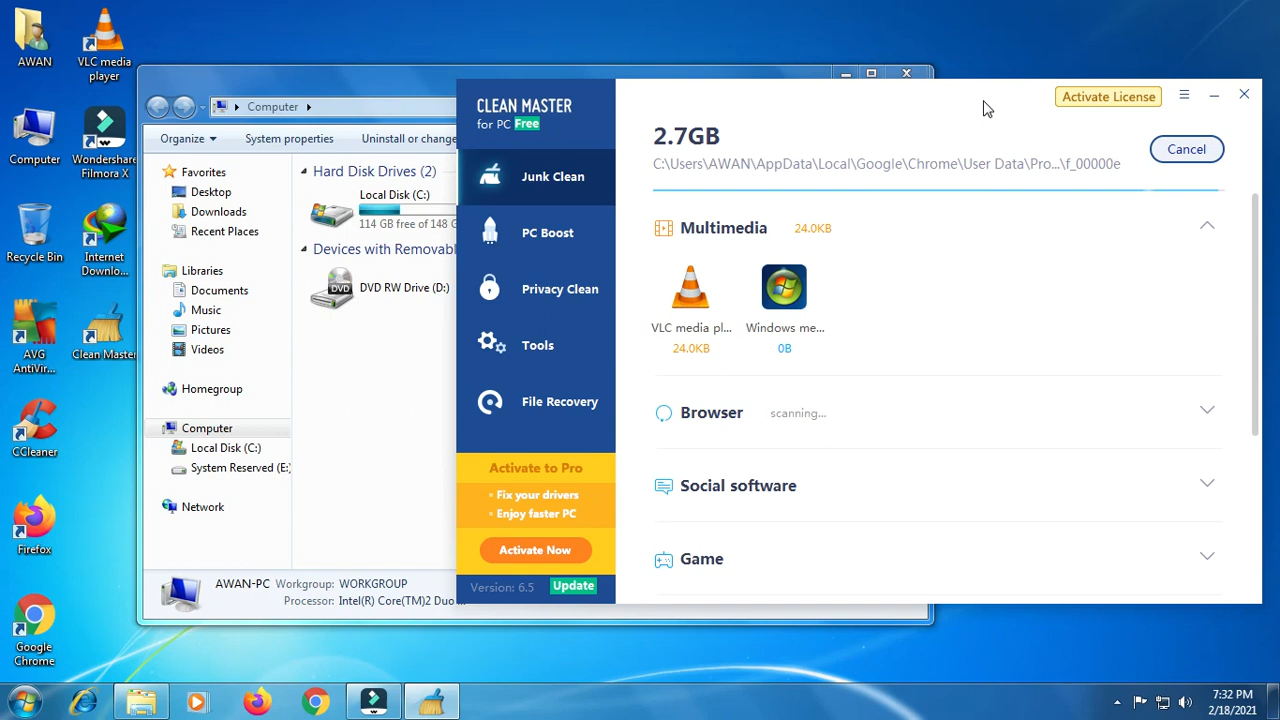 AWAN
VLC media
player
Computer
Wondershare
Filmora X
Recycle Bin
Internet
Downlo...
AVG
AntiVir...
Clean Master
CCleaner
Firefox
Google
Chrome
Computer
Organize
System properties
Uninstall or change
Favorites
Desktop
Downloads
Recent Places
Libraries
Documents
Music
Pictures
Videos
Homegroup
Computer
Local Disk (C:)
System Reserved (E:
Network
Hard Disk Drives (2)
Local Disk (C:)
114 GB free of 148 G
Devices with Removabl
DVD
DVD RW Drive (D:)
AWAN-PC Workgroup: WORKGROUP
Processor: Intel(R) Core(TM)2 Duo ...
CLEAN MASTER
for PC Free
Junk Clean
PC Boost
Privacy Clean
Tools
File Recovery
Activate to Pro
• Fix your drivers
• Enjoy faster PC
Activate Now
Version: 6.5 Update
Activate License
2.7GB
C:\Users\AWAN\AppData\Local\Google\Chrome\User Data\Pro...\f_00000e
Cancel
Multimedia 24.0KB
VLC media pl... Windows me...
24.0KB 0B
Browser scanning...
Social software
Game
7:32 PM
2/18/2021